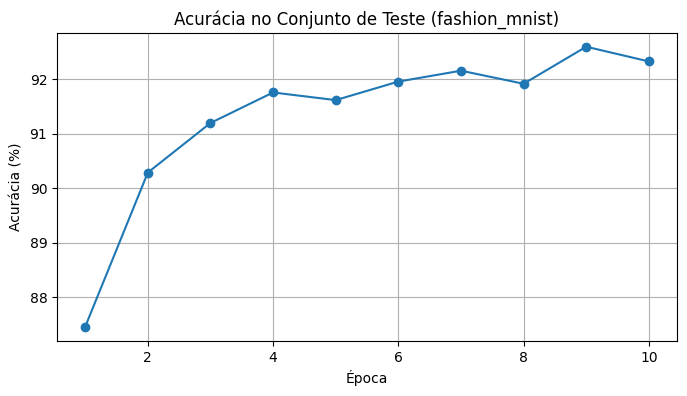 Acurácia no Conjunto de Teste (fashion_mnist)
Acurácia (%)
92
91
90
89
88
2 4 6 8 10
Época